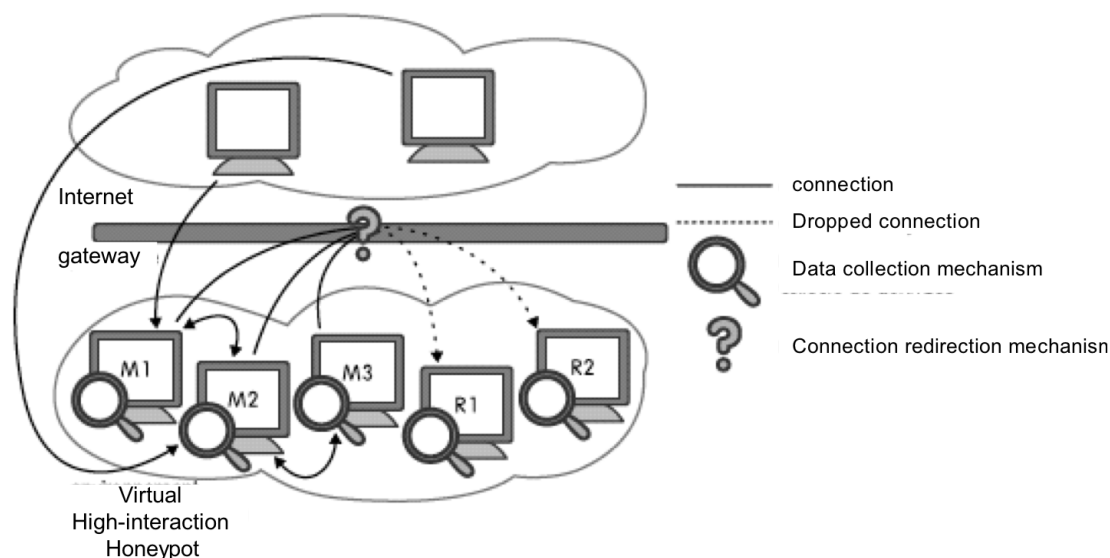 Internet
gateway
connection
Dropped connection
Data collection mechanism
Connection redirection mechanism
M1
M2
M3
R1
R2
Virtual
High-interaction
Honeypot